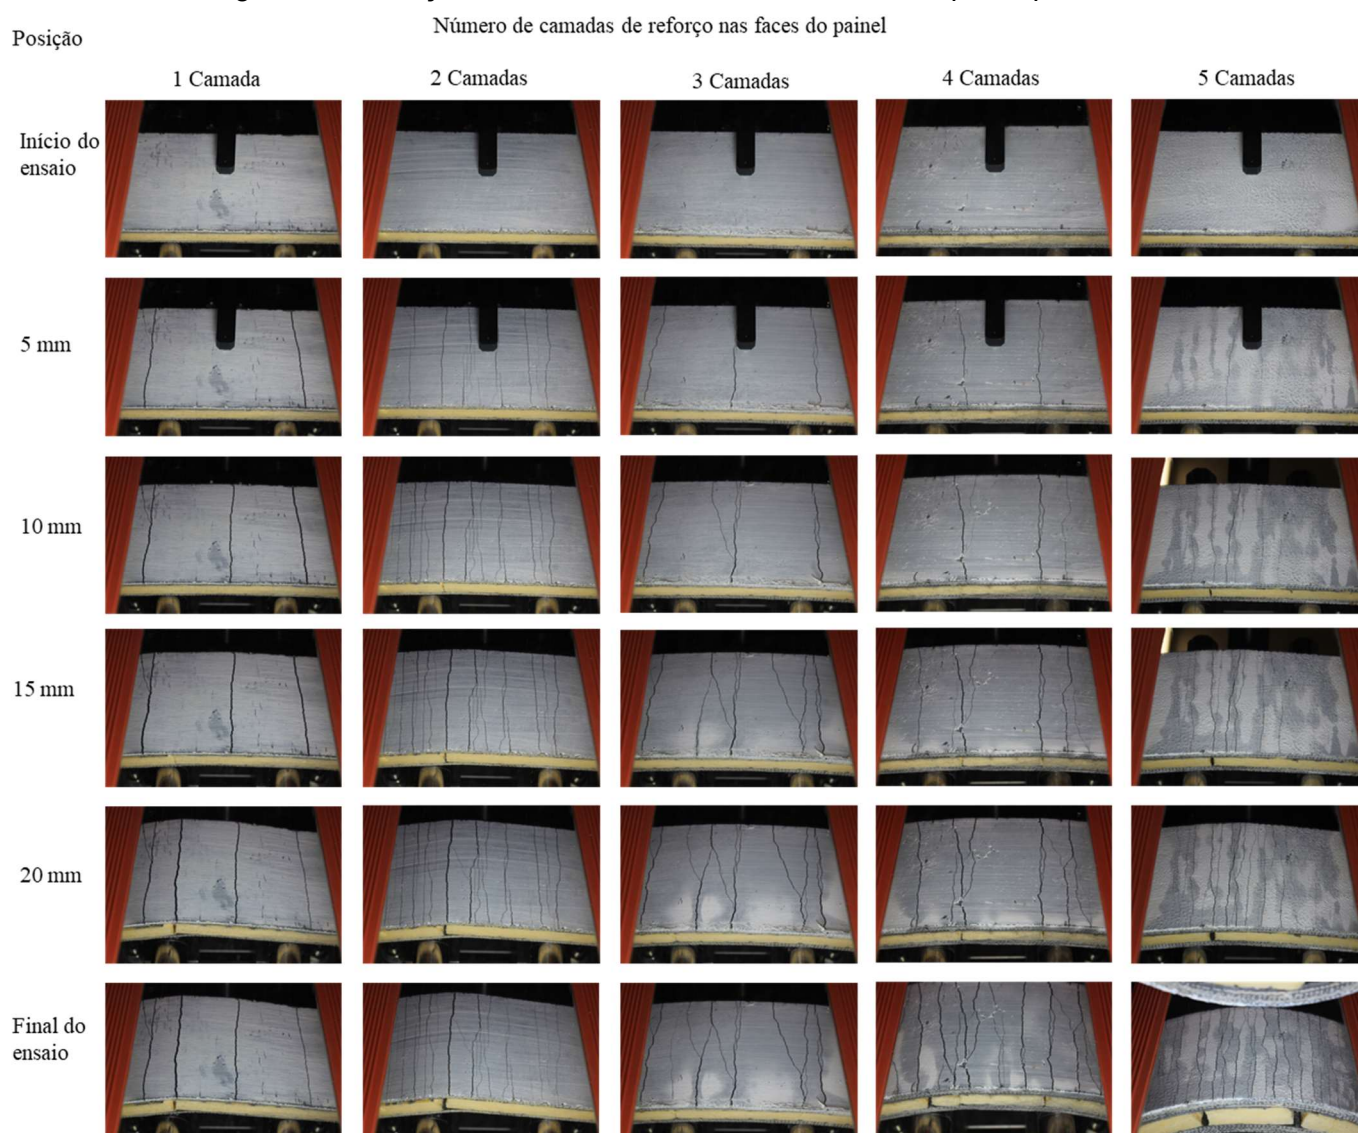 Número de camadas de reforço nas faces do painel
Posição
1 Camada
2 Camadas
3 Camadas
4 Camadas
5 Camadas
Início do
ensaio
5 mm
10 mm
15 mm
20 mm
Final do
ensaio